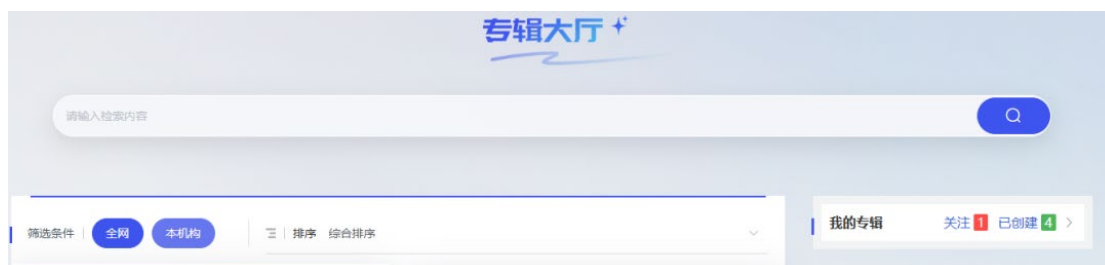 专辑大厅
请输入检索内容
筛选条件 全网 本机构 排序 综合排序
我的专辑 关注 1 已创建 4